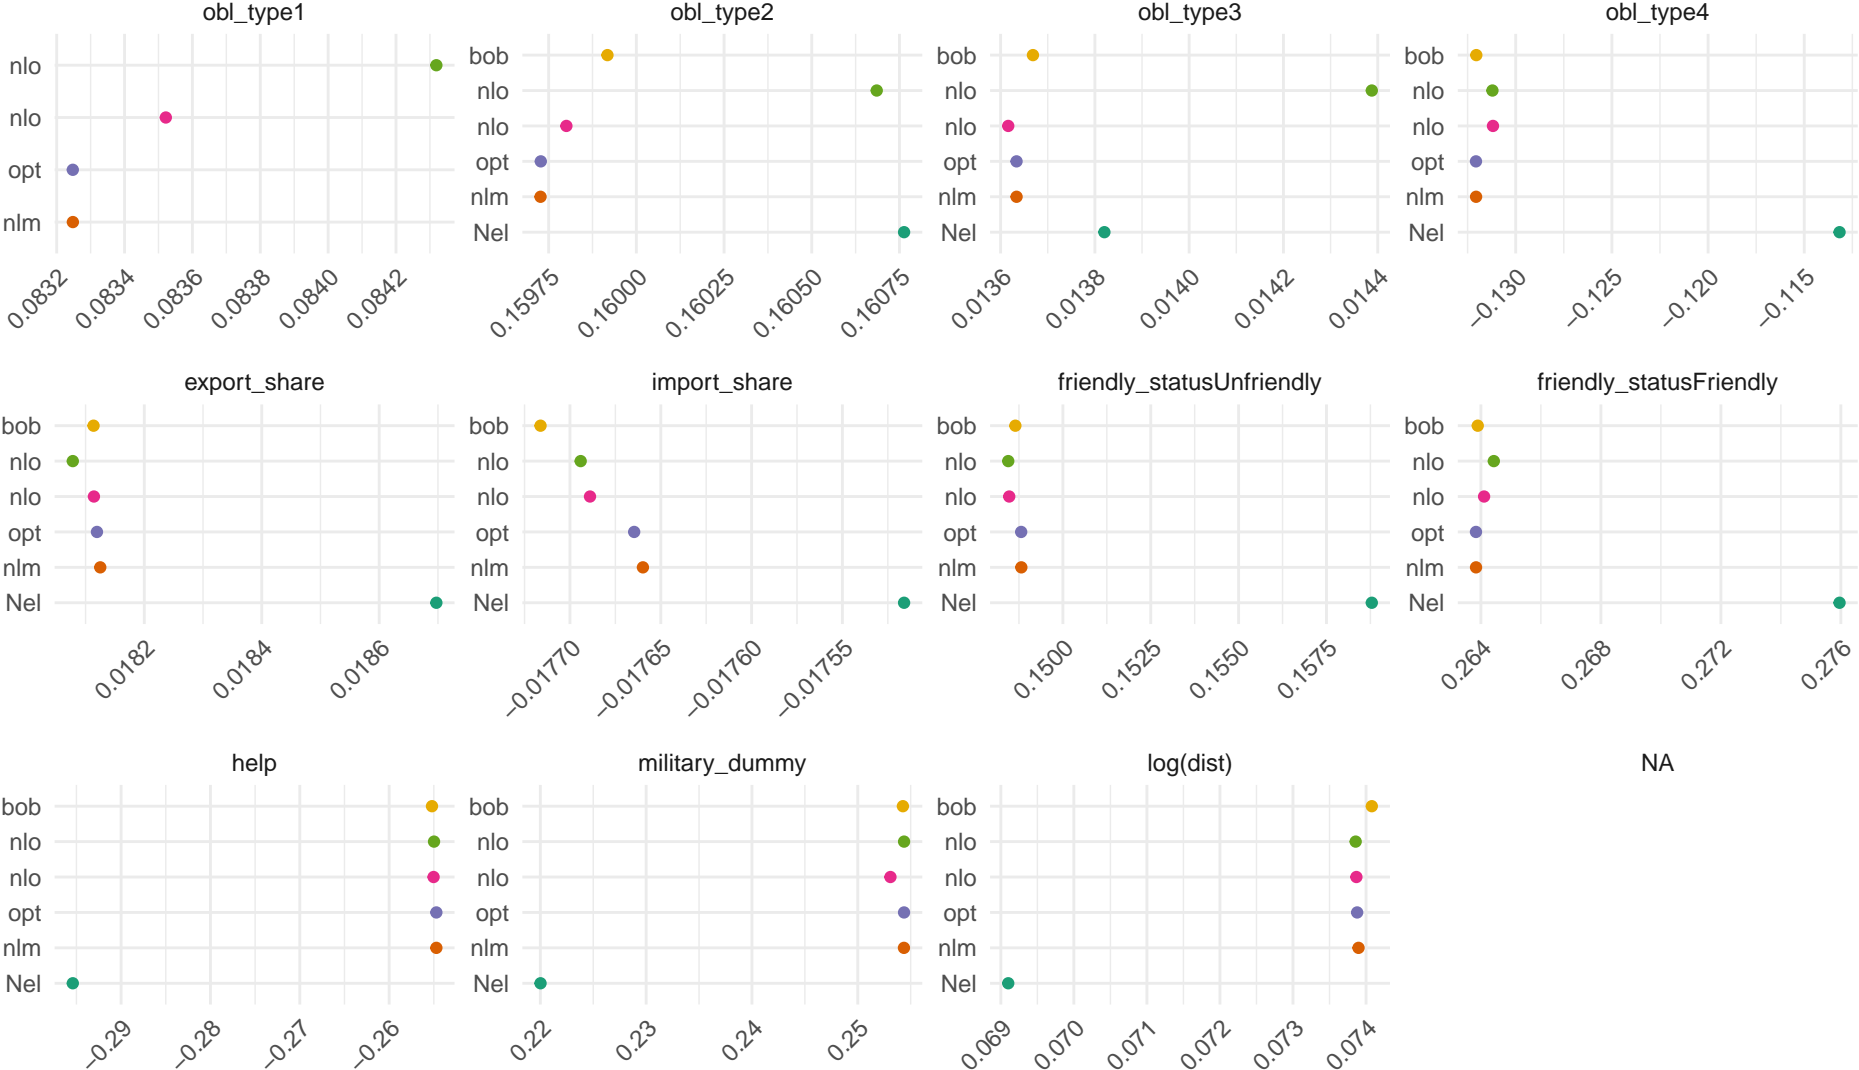 obl_type1 obl_type2 obl_type3 obl_type4
nlo
nlo
opt
nlm
0.0832 0.0834 0.0836 0.0838 0.0840 0.0842
bob
nlo
nlo
opt
nlm
Nel
0.15975 0.16000 0.16025 0.16050 0.16075
bob
nlo
nlo
opt
nlm
Nel
0.0136 0.0138 0.0140 0.0142 0.0144
bob
nlo
nlo
opt
nlm
Nel
−0.130 −0.125 −0.120 −0.115
export_share import_share friendly_statusUnfriendly friendly_statusFriendly
bob
nlo
nlo
opt
nlm
Nel
0.0182 0.0184 0.0186
bob
nlo
nlo
opt
nlm
Nel
−0.01770 −0.01765 −0.01760 −0.01755
bob
nlo
nlo
opt
nlm
Nel
0.1500 0.1525 0.1550 0.1575
bob
nlo
nlo
opt
nlm
Nel
0.264 0.268 0.272 0.276
help military_dummy log(dist) NA
bob
nlo
nlo
opt
nlm
Nel
−0.29 −0.28 −0.27 −0.26
bob
nlo
nlo
opt
nlm
Nel
0.22 0.23 0.24 0.25
bob
nlo
nlo
opt
nlm
Nel
0.069 0.070 0.071 0.072 0.073 0.074